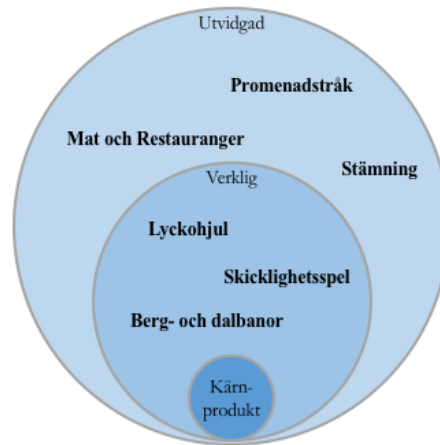 Utvidgad
Promenadstråk
Mat och Restauranger
Stämning
Verklig
Lyckohjul
Skicklighetsspel
Berg- och dalbanor
Kärn-
produkt